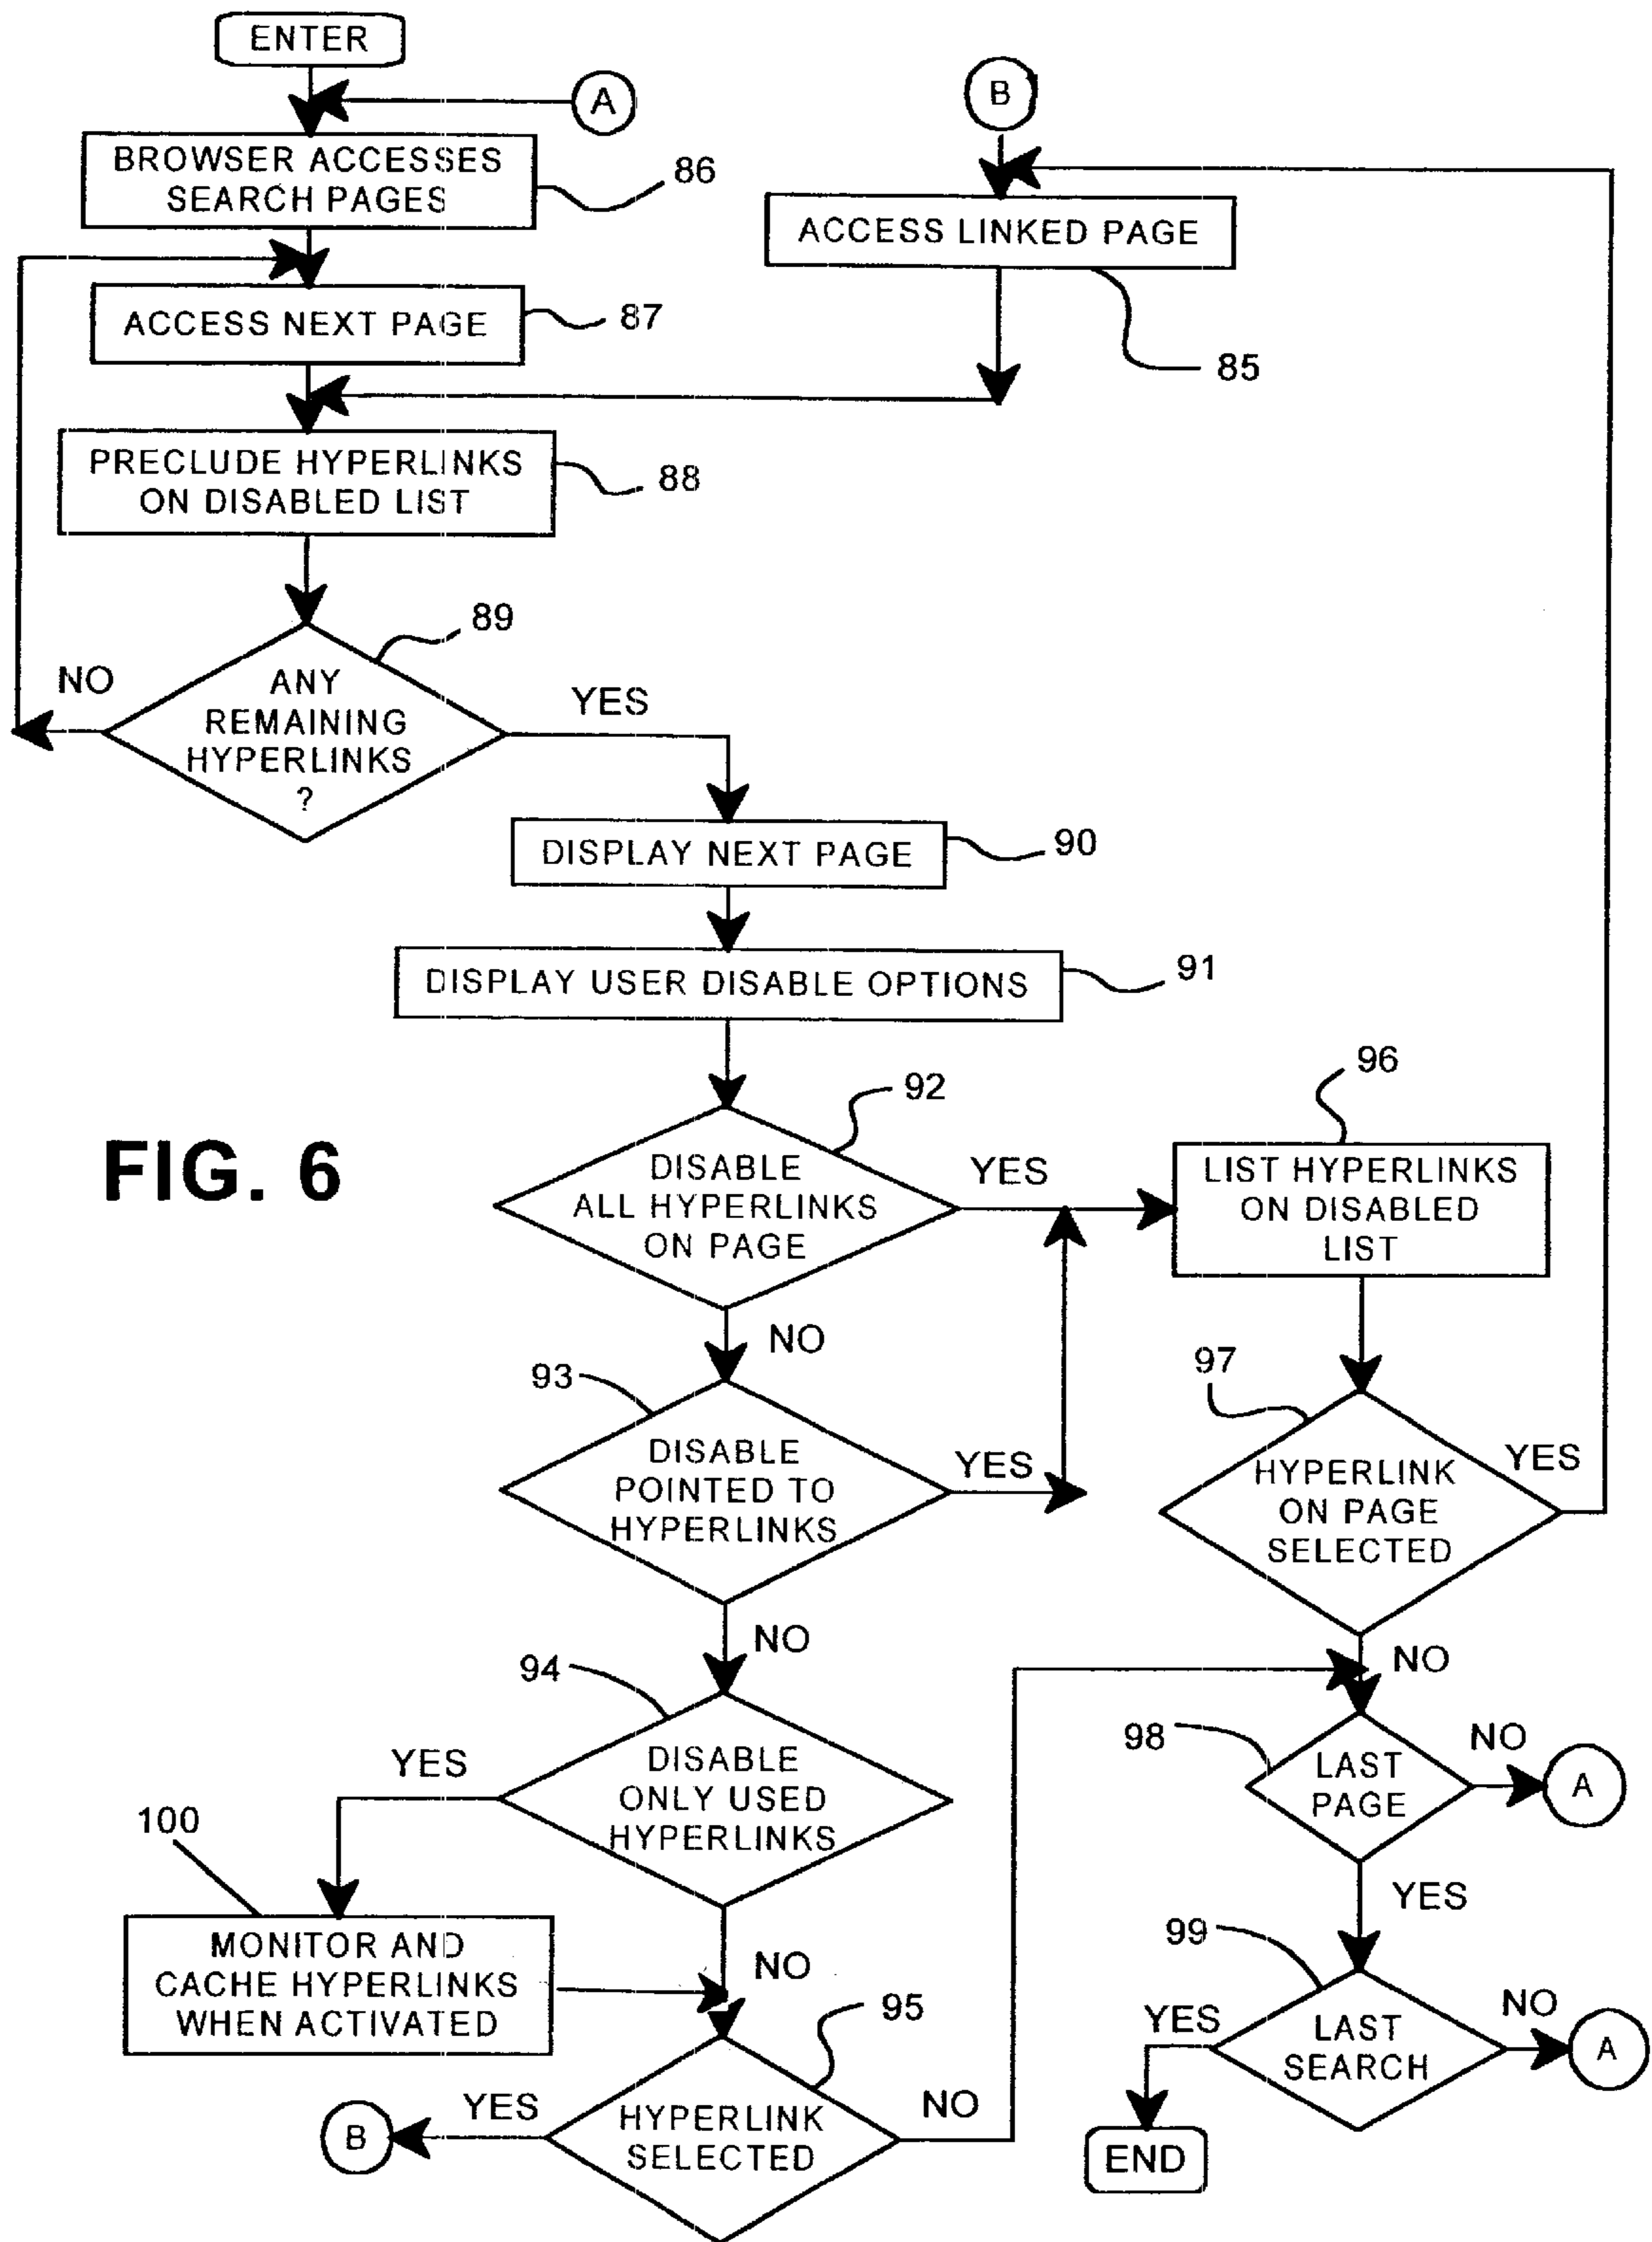 ENTER
A
B
BROWSER ACCESSES
SEARCH PAGES
86
ACCESS LINKED PAGE
85
ACCESS NEXT PAGE
87
PRECLUDE HYPERLINKS
ON DISABLED LIST
88
89
ANY
REMAINING
HYPERLINKS
?
NO
YES
DISPLAY NEXT PAGE
90
DISPLAY USER DISABLE OPTIONS
91
FIG. 6
92
DISABLE
ALL HYPERLINKS
ON PAGE
YES
NO
96
LIST HYPERLINKS
ON DISABLED
LIST
93
DISABLE
POINTED TO
HYPERLINKS
YES
NO
97
HYPERLINK
ON PAGE
SELECTED
YES
NO
94
DISABLE
ONLY USED
HYPERLINKS
YES
NO
98
LAST
PAGE
NO
A
YES
100
MONITOR AND
CACHE HYPERLINKS
WHEN ACTIVATED
95
HYPERLINK
SELECTED
YES
B
NO
99
LAST
SEARCH
YES
NO
A
END